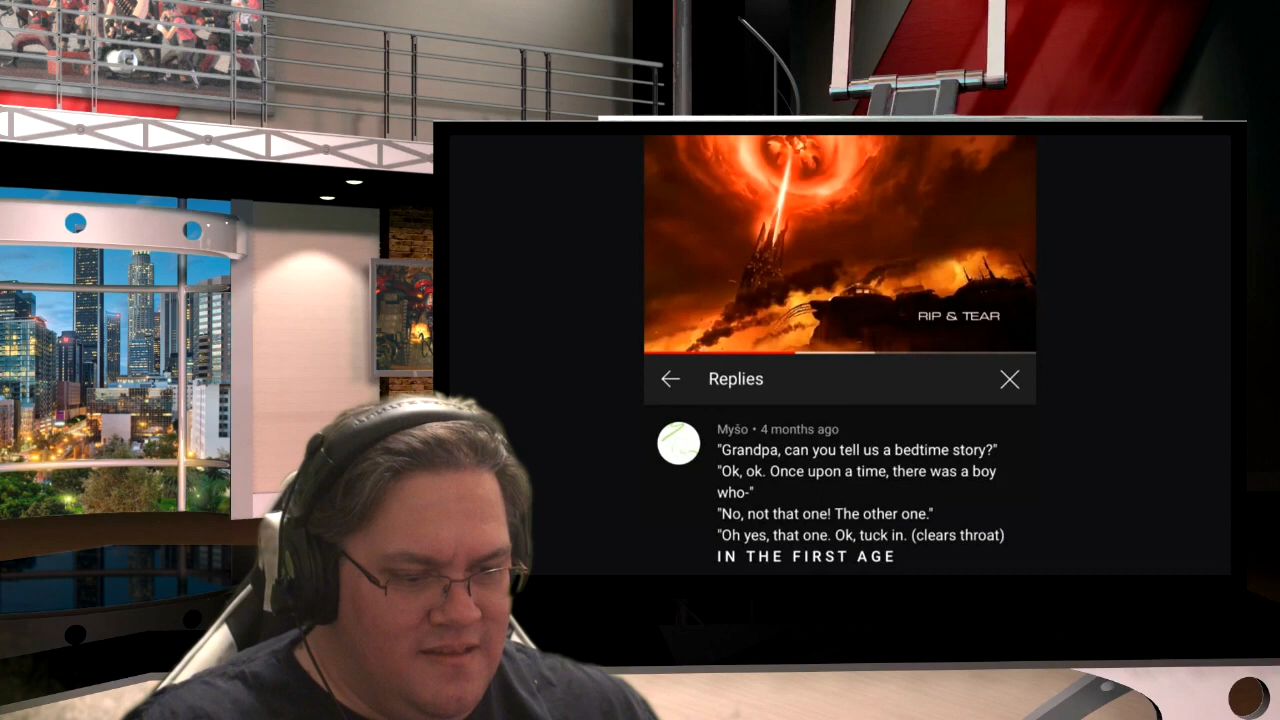 RIP & TEAR
Replies
Myšo • 4 months ago
"Grandpa, can you tell us a bedtime story?"
"Ok, ok. Once upon a time, there was a boy
who-"
"No, not that one! The other one."
"Oh yes, that one. Ok, tuck in. (clears throat)
IN THE FIRST AGE